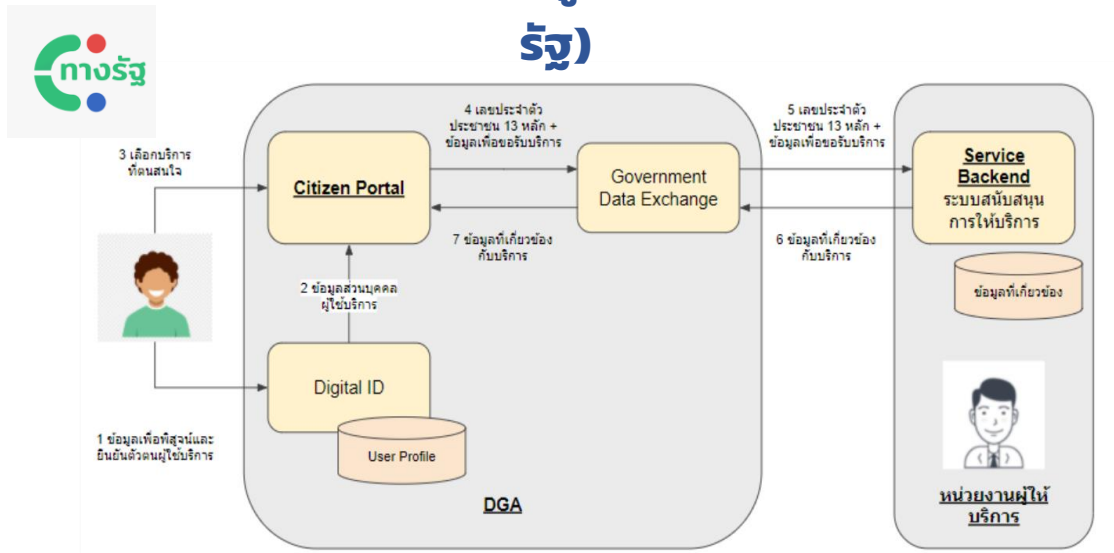 รัฐ)
ทางรัฐ
4 เลขประจำตัว
ประชาชน 13 หลัก +
ข้อมูลเพื่อขอรับบริการ
5 เลขประจำตัว
ประชาชน 13 หลัก +
ข้อมูลเพื่อขอรับบริการ
3 เลือกบริการ
ที่ตนสนใจ
Citizen Portal
Government
Data Exchange
Service
Backend
ระบบสนับสนุน
การให้บริการ
7 ข้อมูลที่เกี่ยวข้อง
กับบริการ
6 ข้อมูลที่เกี่ยวข้อง
กับบริการ
2 ข้อมูลส่วนบุคคล
ผู้ใช้บริการ
ข้อมูลที่เกี่ยวข้อง
Digital ID
1 ข้อมูลเพื่อพิสูจน์และ
ยืนยันตัวตนผู้ใช้บริการ
User Profile
DGA
หน่วยงานผู้ให้
บริการ